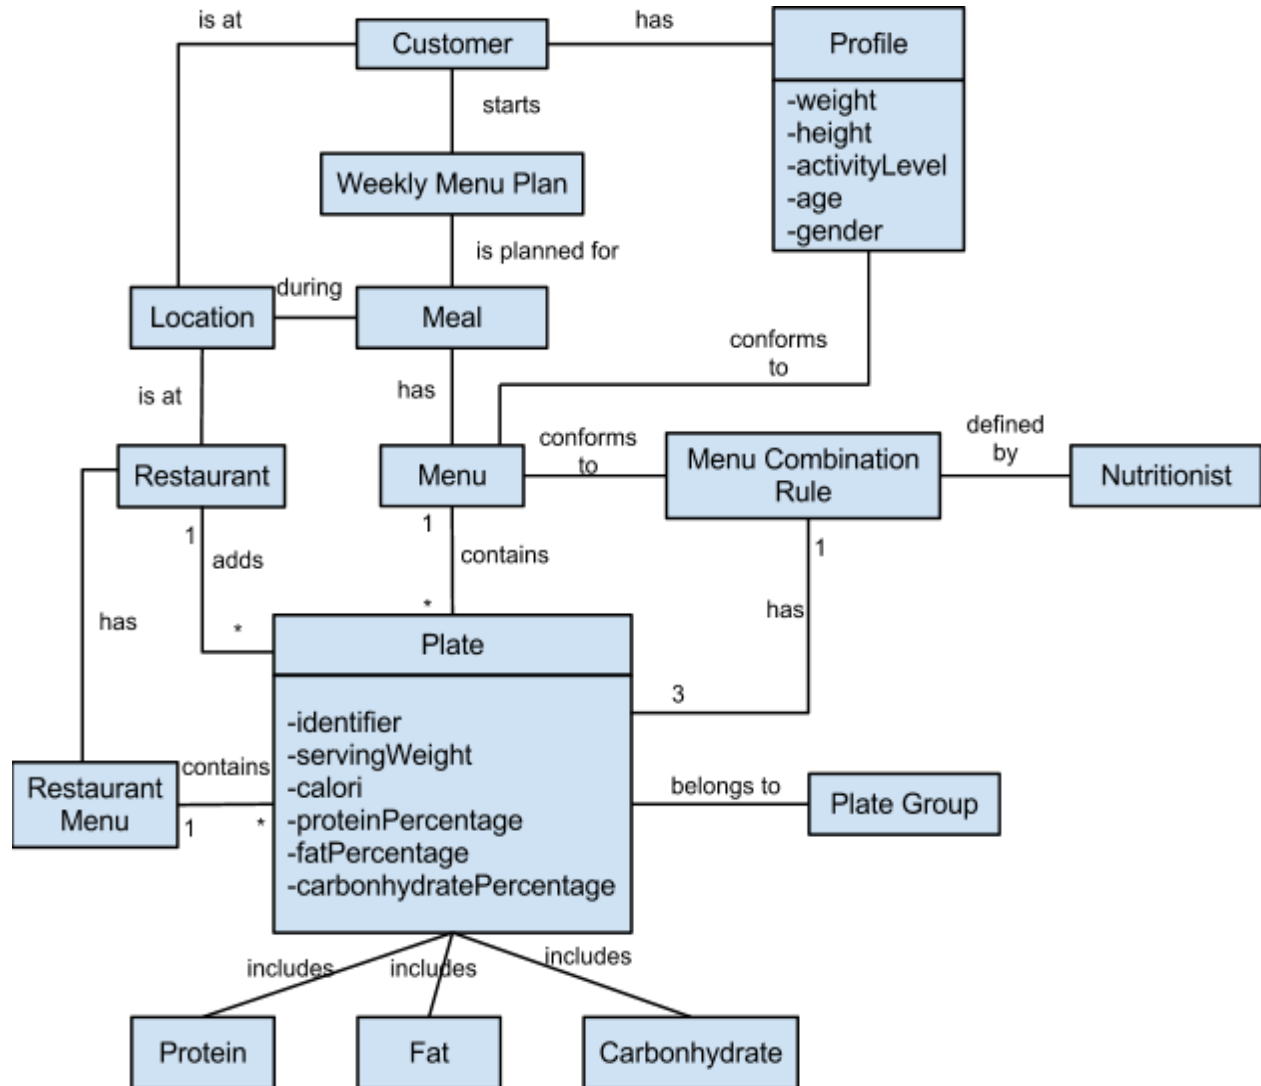 is at
Customer
has
Profile
-weight
-height
-activityLevel
-age
-gender
starts
Weekly Menu Plan
is planned for
during
Location
Meal
conforms
to
is at
has
Restaurant
Menu
conforms
to
Menu Combination
Rule
defined
by
Nutritionist
1
adds
*
1
contains
*
1
has
3
has
Plate
-identifier
-servingWeight
-calori
-proteinPercentage
-fatPercentage
-carbonhydratePercentage
Restaurant
Menu
contains
1
*
belongs to
Plate Group
includes
includes
includes
Protein
Fat
Carbonhydrate